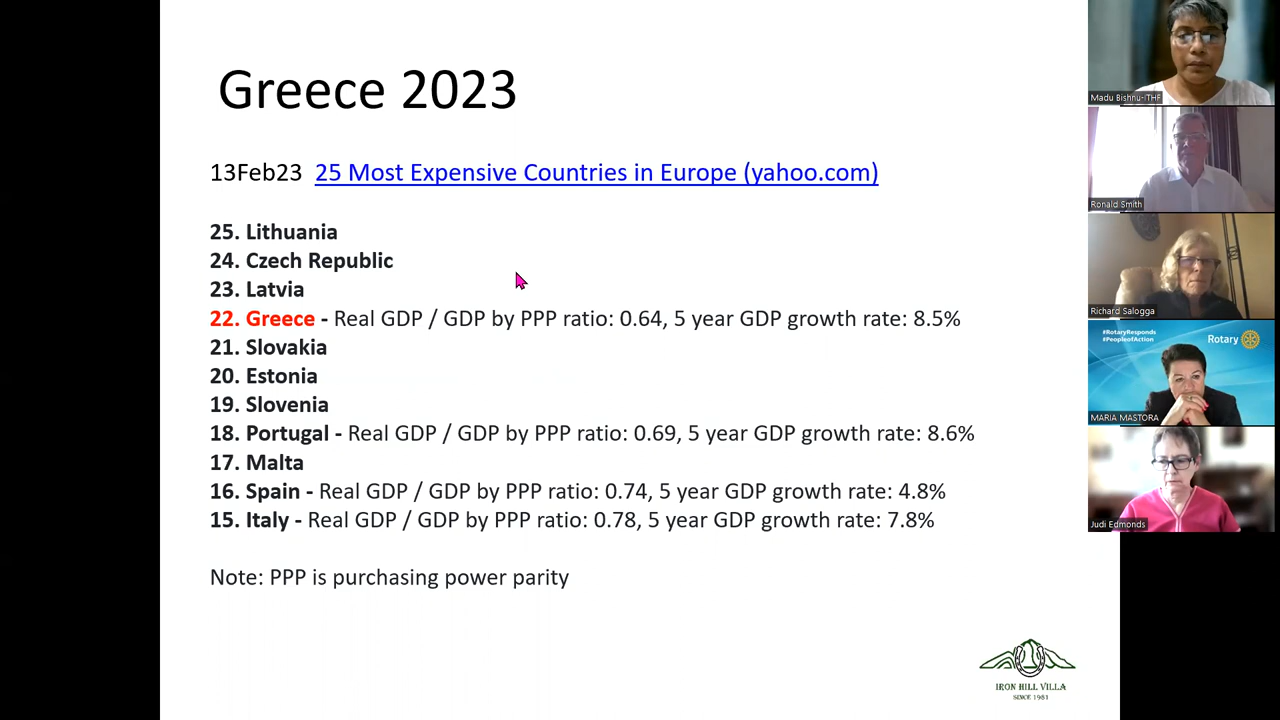 Greece 2023
13Feb23 25 Most Expensive Countries in Europe (yahoo.com)
25. Lithuania
24. Czech Republic
23. Latvia
22. Greece - Real GDP / GDP by PPP ratio: 0.64, 5 year GDP growth rate: 8.5%
21. Slovakia
20. Estonia
19. Slovenia
18. Portugal - Real GDP / GDP by PPP ratio: 0.69, 5 year GDP growth rate: 8.6%
17. Malta
16. Spain - Real GDP / GDP by PPP ratio: 0.74, 5 year GDP growth rate: 4.8%
15. Italy - Real GDP / GDP by PPP ratio: 0.78, 5 year GDP growth rate: 7.8%
Note: PPP is purchasing power parity
IRON HILL VILLA
SINCE 1981
Madu Bishnu-ITHF
Ronald Smith
Richard Salogga
#RotaryResponds
#PeopleofAction
Rotary
MARIA MASTORA
Judi Edmonds